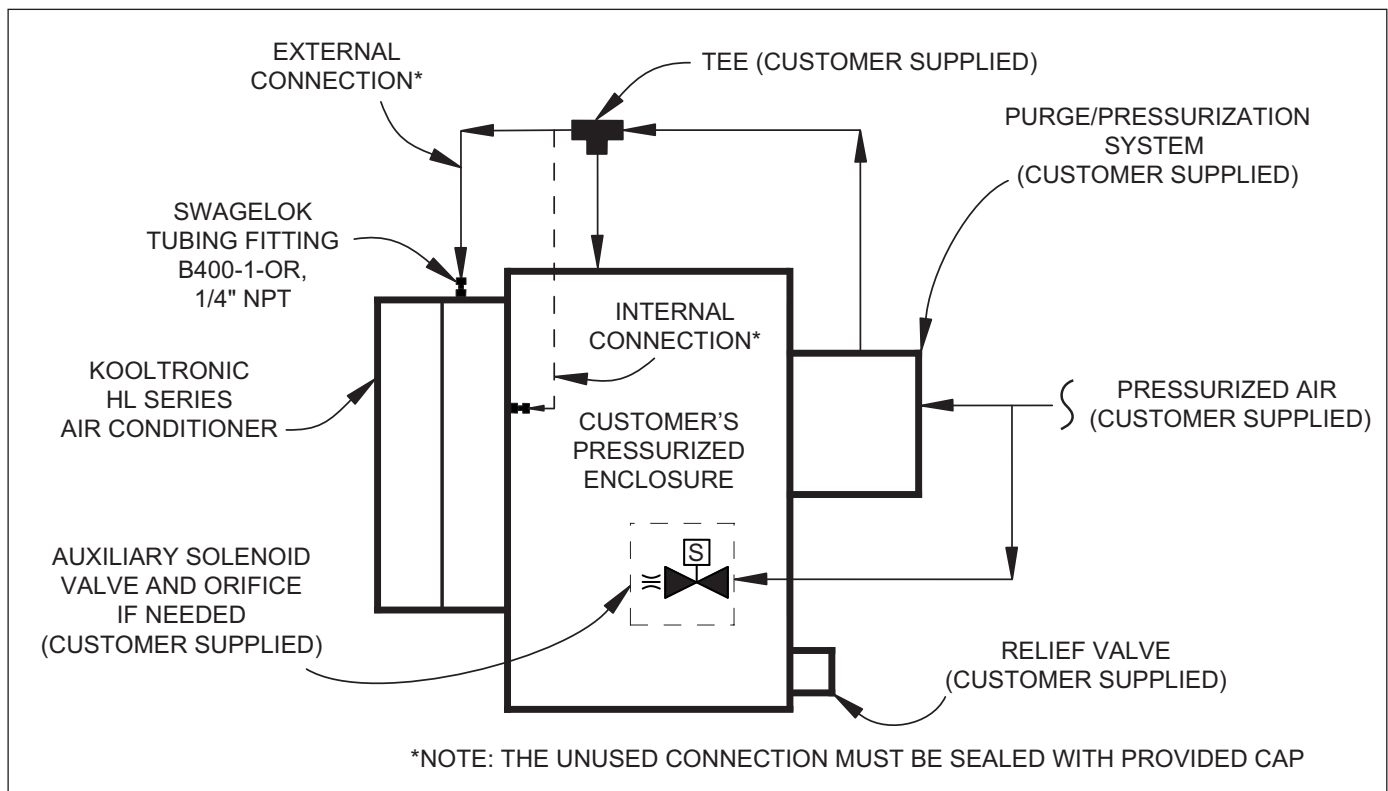 EXTERNAL
CONNECTION*
TEE (CUSTOMER SUPPLIED)
PURGE/PRESSURIZATION
SYSTEM
(CUSTOMER SUPPLIED)
SWAGELOK
TUBING FITTING
B400-1-OR,
1/4" NPT
INTERNAL
CONNECTION*
KOOLTRONIC
HL SERIES
AIR CONDITIONER
PRESSURIZED AIR
(CUSTOMER SUPPLIED)
CUSTOMER'S
PRESSURIZED
ENCLOSURE
S
AUXILIARY SOLENOID
VALVE AND ORIFICE
IF NEEDED
(CUSTOMER SUPPLIED)
RELIEF VALVE
(CUSTOMER SUPPLIED)
*NOTE: THE UNUSED CONNECTION MUST BE SEALED WITH PROVIDED CAP